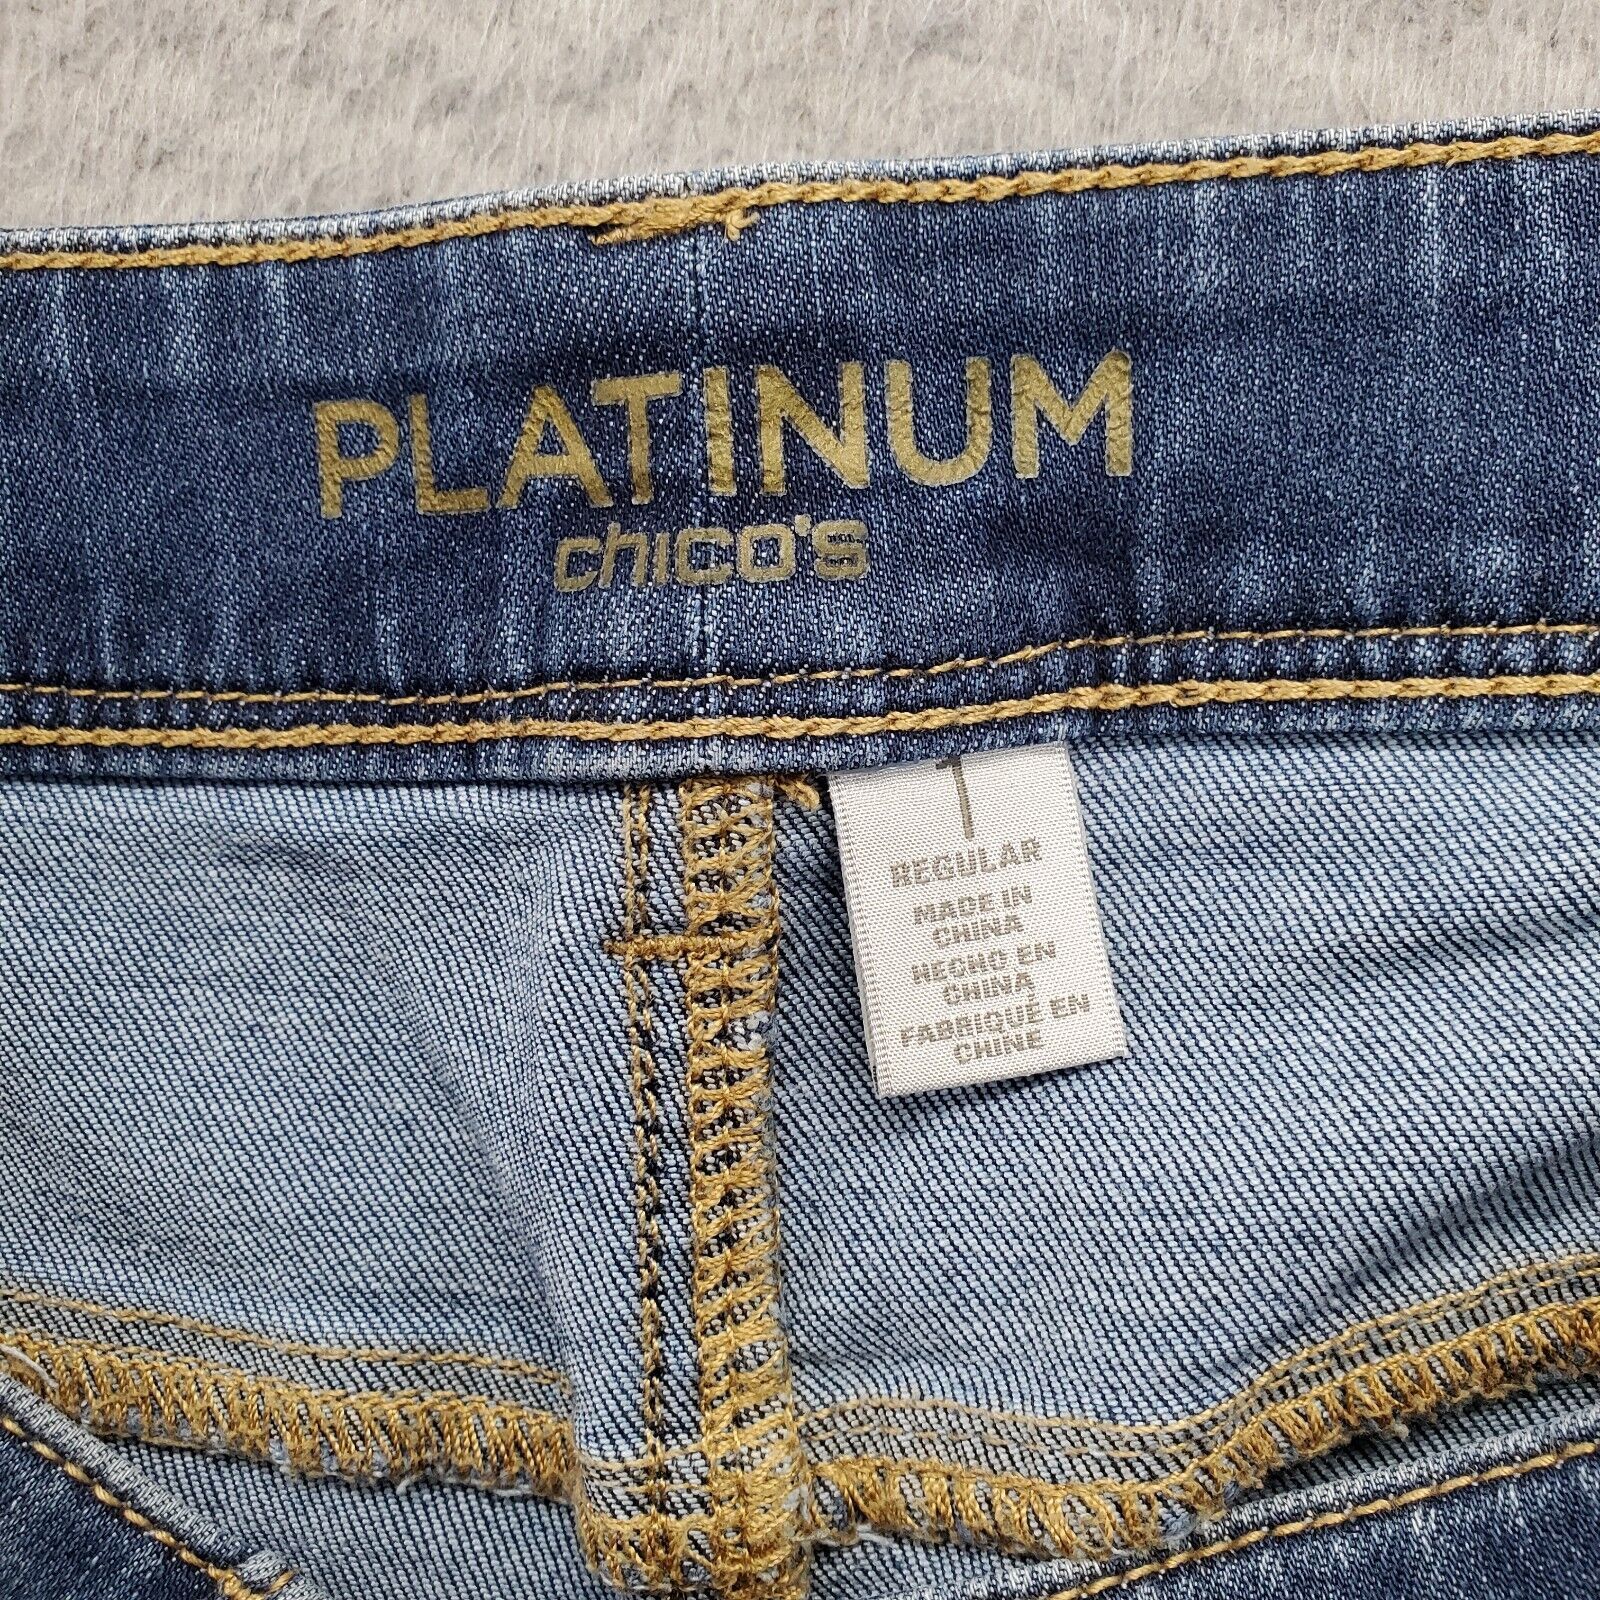 PLATINUM
chico's
1
REGULAR
MADE IN
CHINA
HECHO EN
CHINA
FABRIQUÉ EN
CHINE